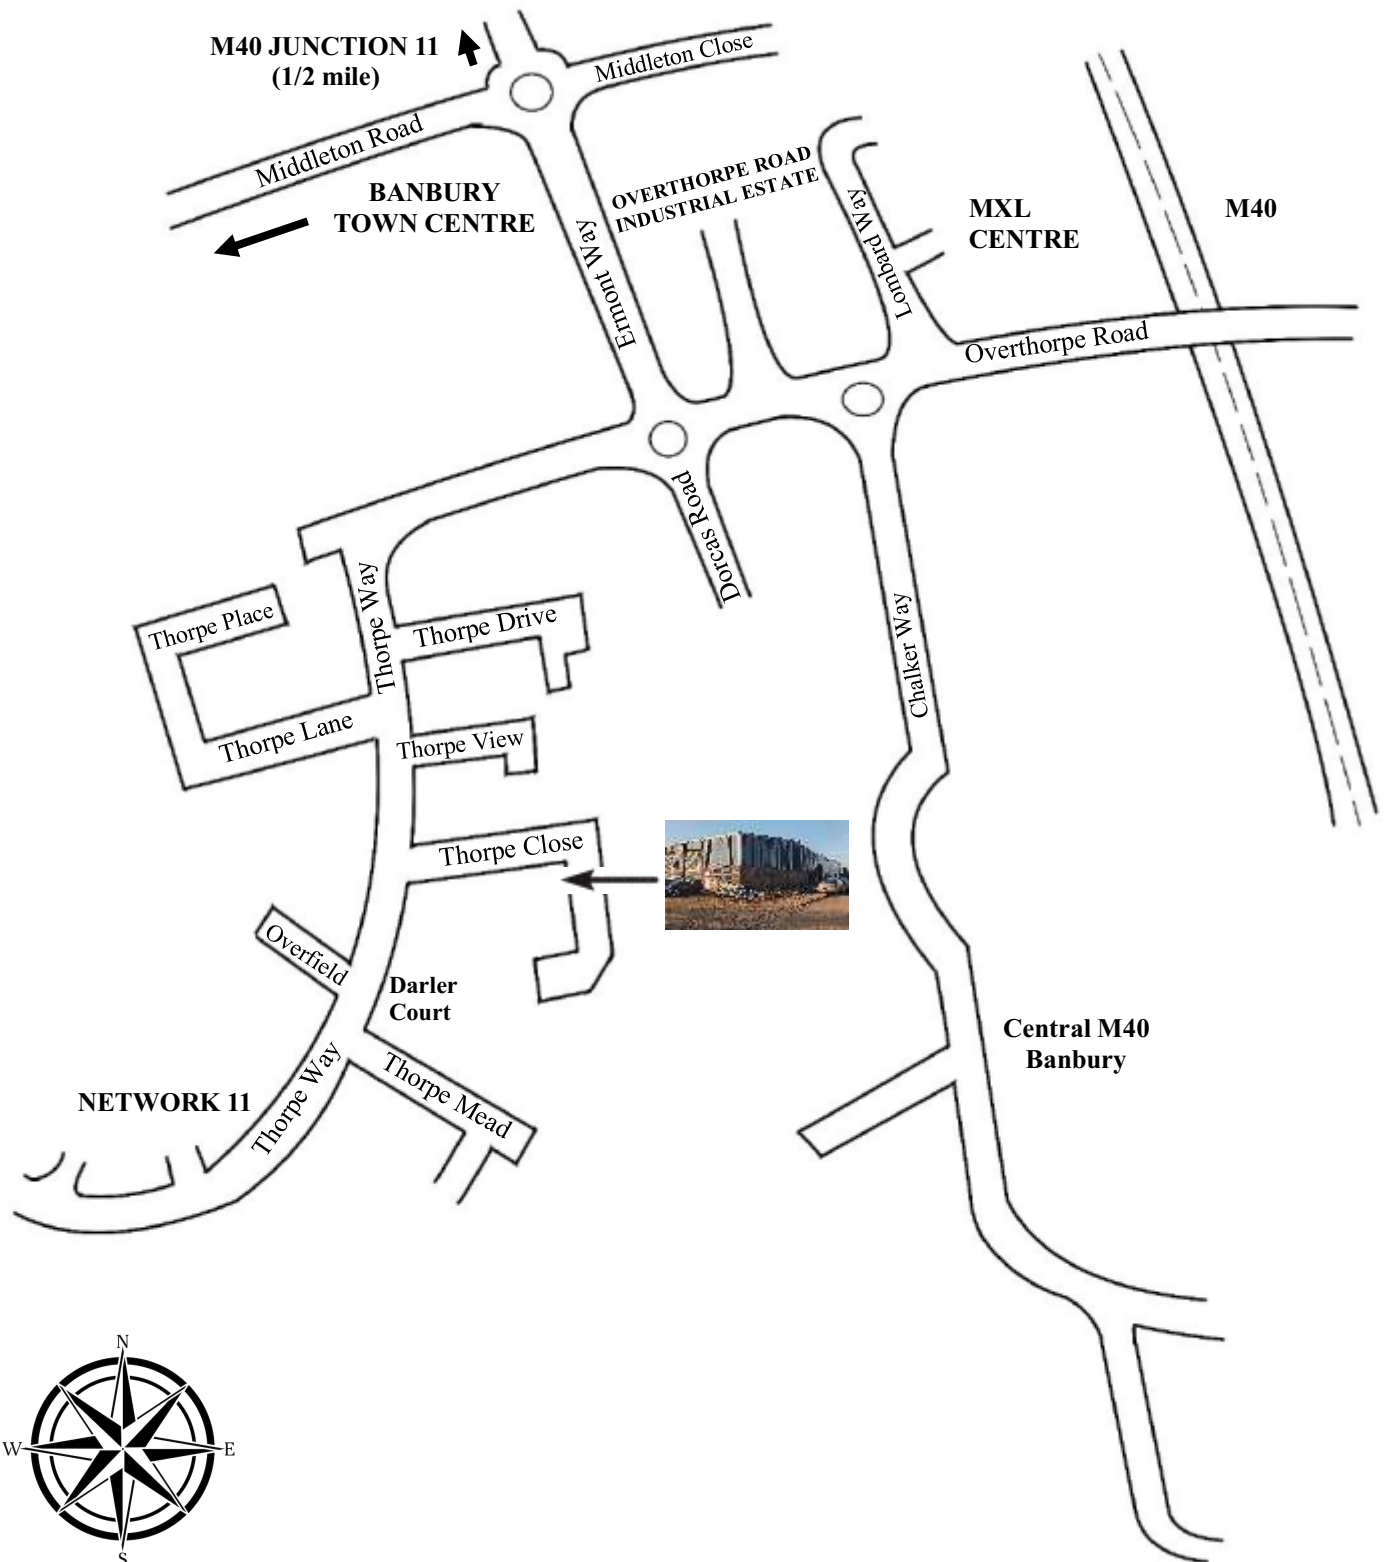 M40 JUNCTION 11
(1/2 mile)
Middleton Close
Middleton Road
BANBURY
TOWN CENTRE
OVERTHORPE ROAD
INDUSTRIAL ESTATE
Ermont Way
Lombard Way
MXL
CENTRE
M40
Overthorpe Road
Dorcas Road
Thorpe Way
Thorpe Place
Thorpe Drive
Chalker Way
Thorpe Lane
Thorpe View
Thorpe Close
Overfield
Darler
Court
Central M40
Banbury
Thorpe Way
Thorpe Mead
NETWORK 11
N
W
E
S